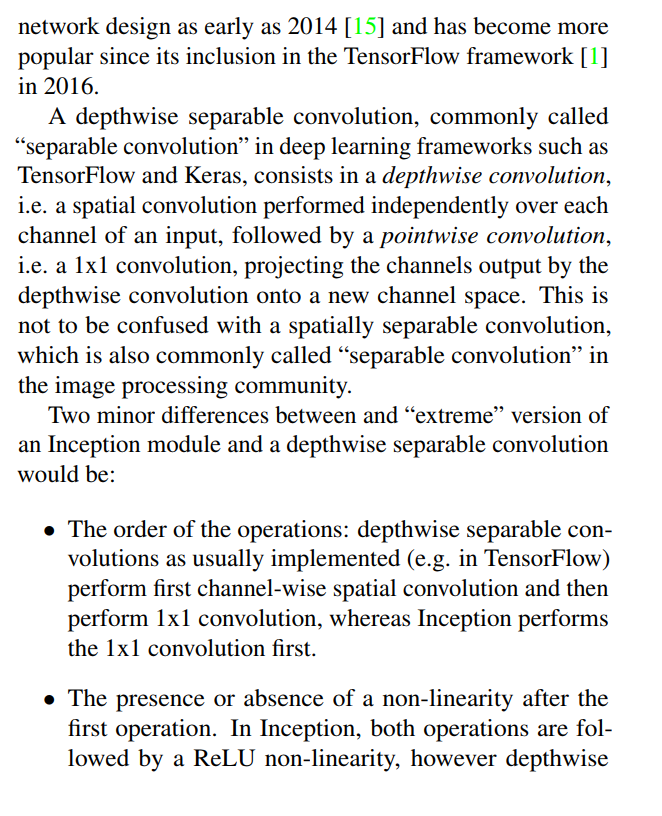 network design as early as 2014 [15] and has become more
popular since its inclusion in the TensorFlow framework [1]
in 2016.
A depthwise separable convolution, commonly called
“separable convolution” in deep learning frameworks such as
TensorFlow and Keras, consists in a depthwise convolution,
i.e. a spatial convolution performed independently over each
channel of an input, followed by a pointwise convolution,
i.e. a 1x1 convolution, projecting the channels output by the
depthwise convolution onto a new channel space. This is
not to be confused with a spatially separable convolution,
which is also commonly called “separable convolution” in
the image processing community.
Two minor differences between and “extreme” version of
an Inception module and a depthwise separable convolution
would be:
• The order of the operations: depthwise separable con-
volutions as usually implemented (e.g. in TensorFlow)
perform first channel-wise spatial convolution and then
perform 1x1 convolution, whereas Inception performs
the 1x1 convolution first.
• The presence or absence of a non-linearity after the
first operation. In Inception, both operations are fol-
lowed by a ReLU non-linearity, however depthwise